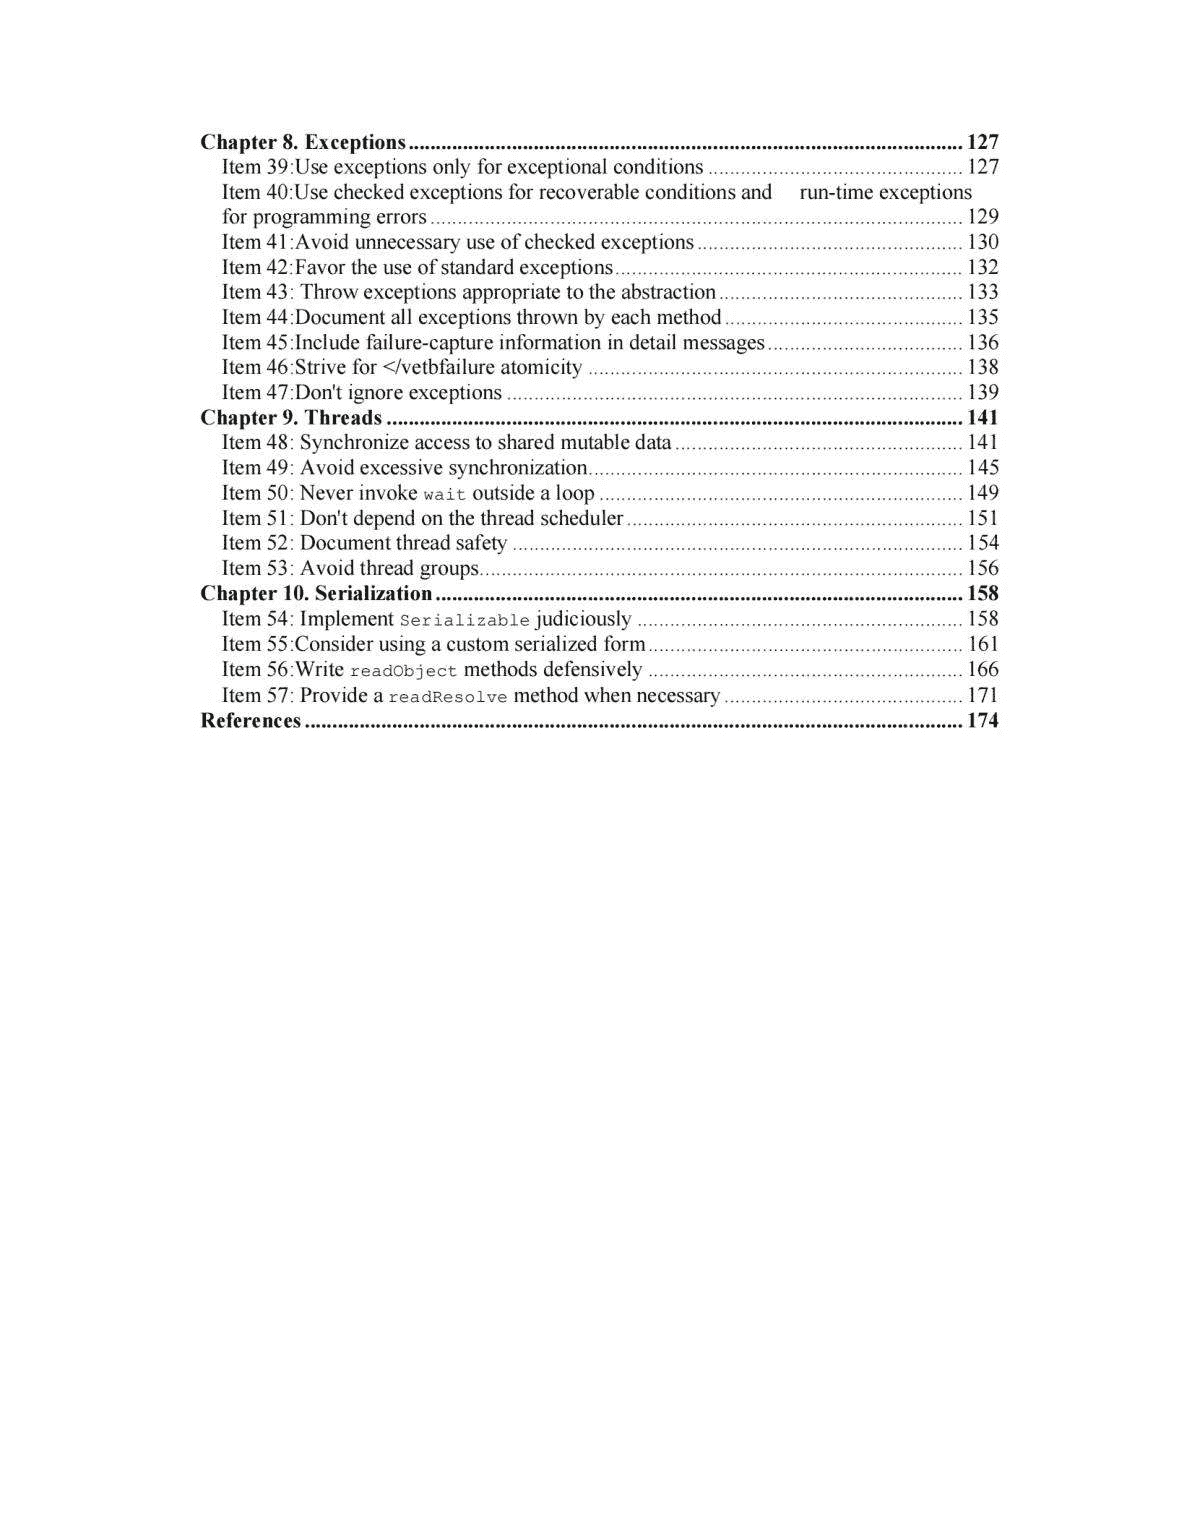 Chapter 8. Exceptions ........................................................................................................ 127
Item 39:Use exceptions only for exceptional conditions ............................................... 127
Item 40:Use checked exceptions for recoverable conditions and run-time exceptions
for programming errors ................................................................................................... 129
Item 41:Avoid unnecessary use of checked exceptions ................................................. 130
Item 42:Favor the use of standard exceptions ................................................................ 132
Item 43: Throw exceptions appropriate to the abstraction ............................................. 133
Item 44:Document all exceptions thrown by each method ............................................ 135
Item 45:Include failure-capture information in detail messages .................................... 136
Item 46:Strive for </vetbfailure atomicity ..................................................................... 138
Item 47:Don't ignore exceptions .................................................................................... 139
Chapter 9. Threads ............................................................................................................ 141
Item 48: Synchronize access to shared mutable data ..................................................... 141
Item 49: Avoid excessive synchronization..................................................................... 145
Item 50: Never invoke wait outside a loop ................................................................... 149
Item 51: Don't depend on the thread scheduler .............................................................. 151
Item 52: Document thread safety ................................................................................... 154
Item 53: Avoid thread groups......................................................................................... 156
Chapter 10. Serialization ................................................................................................... 158
Item 54: Implement Serializable judiciously ............................................................ 158
Item 55:Consider using a custom serialized form .......................................................... 161
Item 56:Write readObject methods defensively .......................................................... 166
Item 57: Provide a readResolve method when necessary ............................................ 171
References ........................................................................................................................... 174